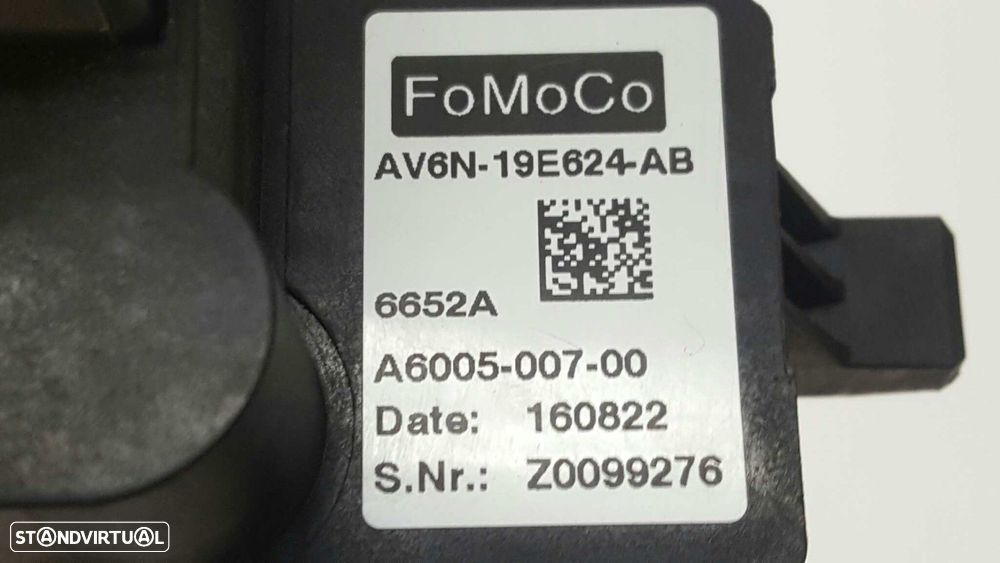 FoMoCo
AV6N-19E624-AB
6652A
A6005-007-00
Date: 160822
S.Nr.: Z0099276
STANDVIRTUAL